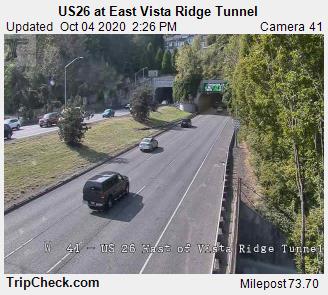 US26 at East Vista Ridge Tunnel
Updated Oct 04 2020 2:26 PM Camera 41
W 41 - US 26 East of Vista Ridge Tunnel
TripCheck.com Milepost 73.70